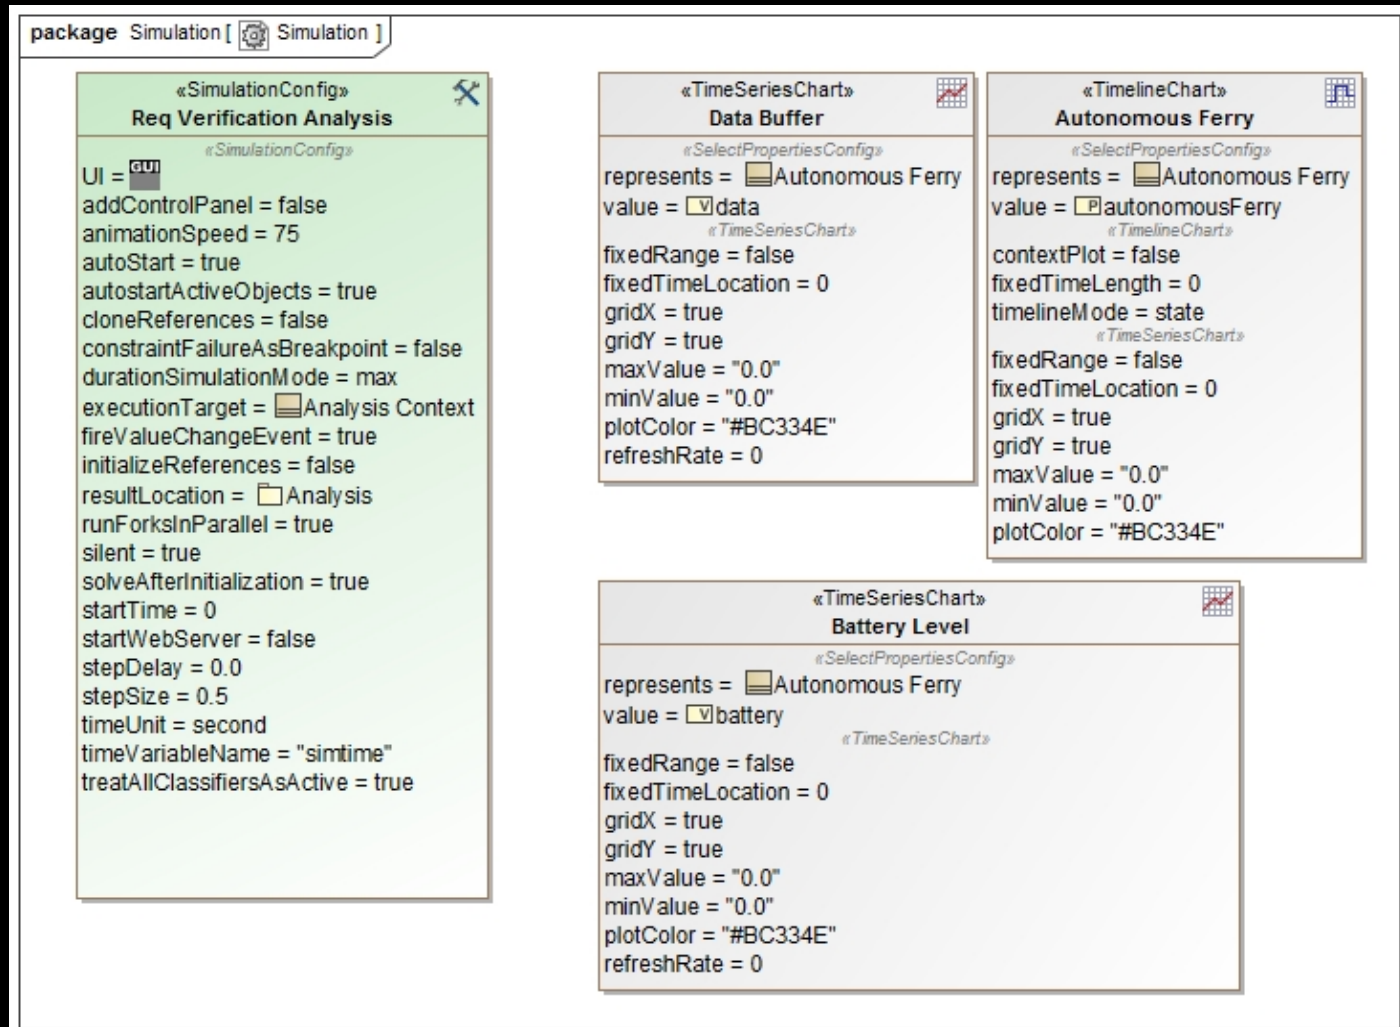 package Simulation [ Simulation ]
«SimulationConfig»
Req Verification Analysis
«SimulationConfig»
UI = GUI
addControlPanel = false
animationSpeed = 75
autoStart = true
autostartActiveObjects = true
cloneReferences = false
constraintFailureAsBreakpoint = false
durationSimulationMode = max
executionTarget = Analysis Context
fireValueChangeEvent = true
initializeReferences = false
resultLocation = Analysis
runForksInParallel = true
silent = true
solveAfterInitialization = true
startTime = 0
startWebServer = false
stepDelay = 0.0
stepSize = 0.5
timeUnit = second
timeVariableName = "simtime"
treatAllClassifiersAsActive = true
«TimeSeriesChart»
Data Buffer
«SelectPropertiesConfig»
represents = Autonomous Ferry
value = V data
«TimeSeriesChart»
fixedRange = false
fixedTimeLocation = 0
gridX = true
gridY = true
maxValue = "0.0"
minValue = "0.0"
plotColor = "#BC334E"
refreshRate = 0
«TimelineChart»
Autonomous Ferry
«SelectPropertiesConfig»
represents = Autonomous Ferry
value = P autonomousFerry
«TimelineChart»
contextPlot = false
fixedTimeLength = 0
timelineMode = state
«TimeSeriesChart»
fixedRange = false
fixedTimeLocation = 0
gridX = true
gridY = true
maxValue = "0.0"
minValue = "0.0"
plotColor = "#BC334E"
«TimeSeriesChart»
Battery Level
«SelectPropertiesConfig»
represents = Autonomous Ferry
value = V battery
«TimeSeriesChart»
fixedRange = false
fixedTimeLocation = 0
gridX = true
gridY = true
maxValue = "0.0"
minValue = "0.0"
plotColor = "#BC334E"
refreshRate = 0